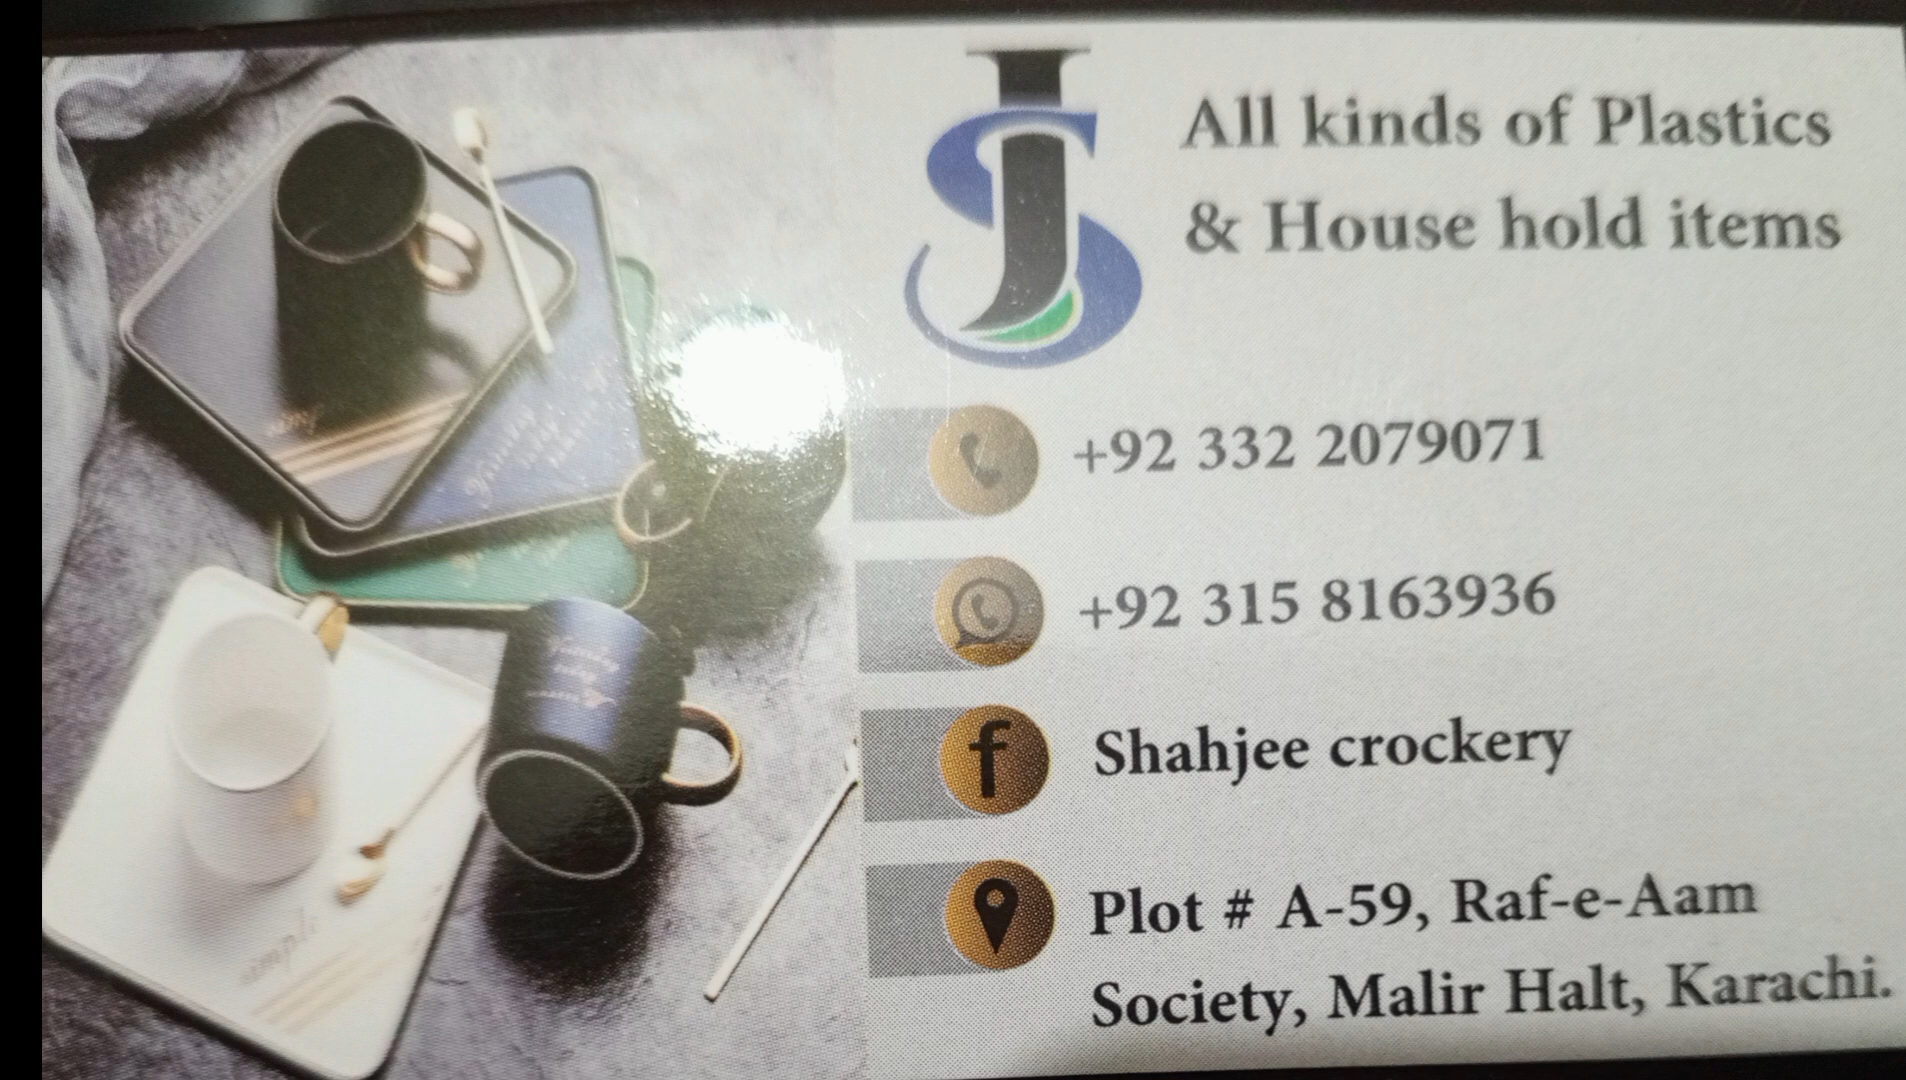 JS
All kinds of Plastics
& House hold items
+92 332 2079071
+92 315 8163936
f
Shahjee crockery
Plot # A-59, Raf-e-Aam
Society, Malir Halt, Karachi.